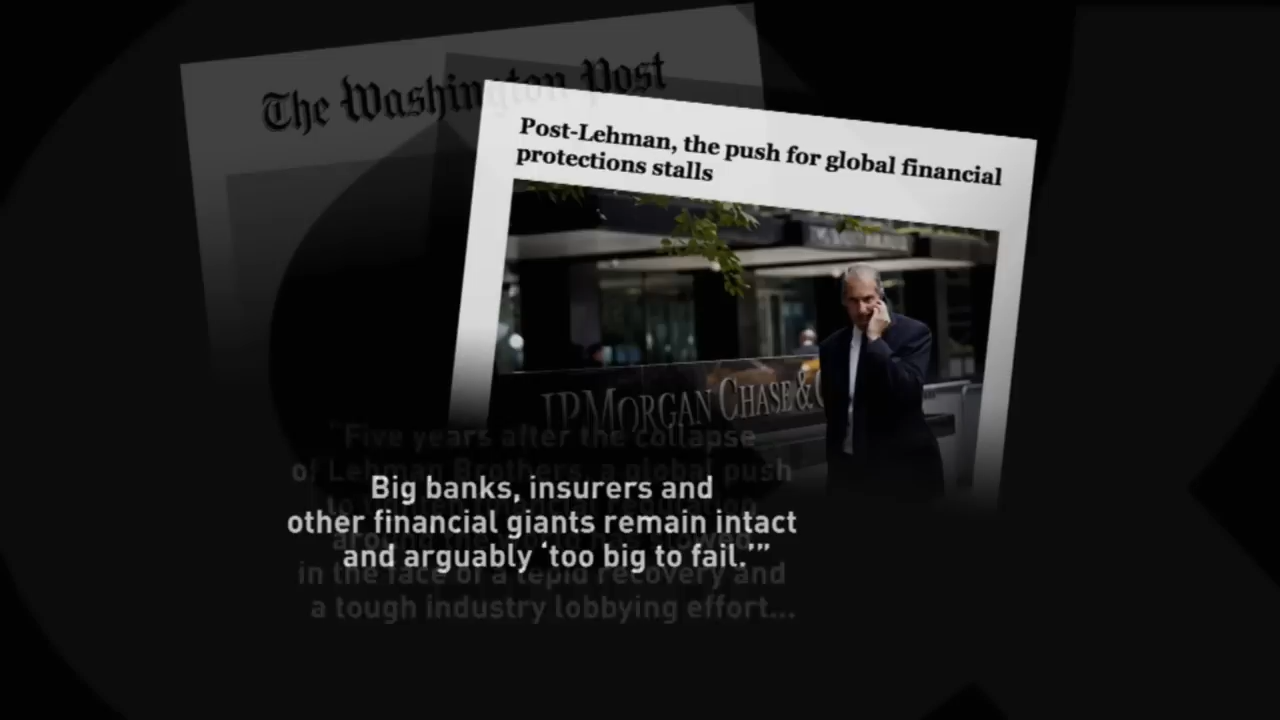 The Washington Post
Post-Lehman, the push for global financial
protections stalls
JPMORGAN CHASE &
"Five years after the collapse
of Lehman Brothers, a global push
Big banks, insurers and
other financial giants remain intact
and arguably ‘too big to fail.’”
in the face of a tepid recovery and
a tough industry lobbying effort...